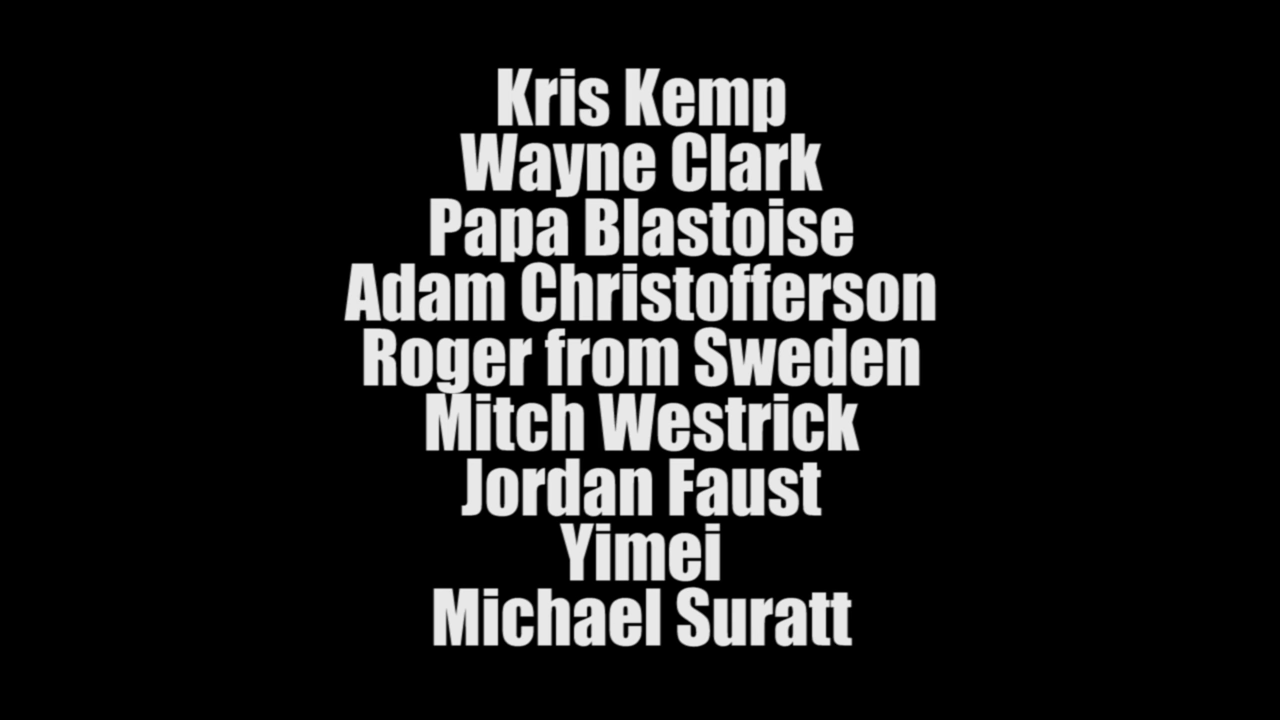 Kris Kemp
Wayne Clark
Papa Blastoise
Adam Christofferson
Roger from Sweden
Mitch Westrick
Jordan Faust
Yimei
Michael Suratt